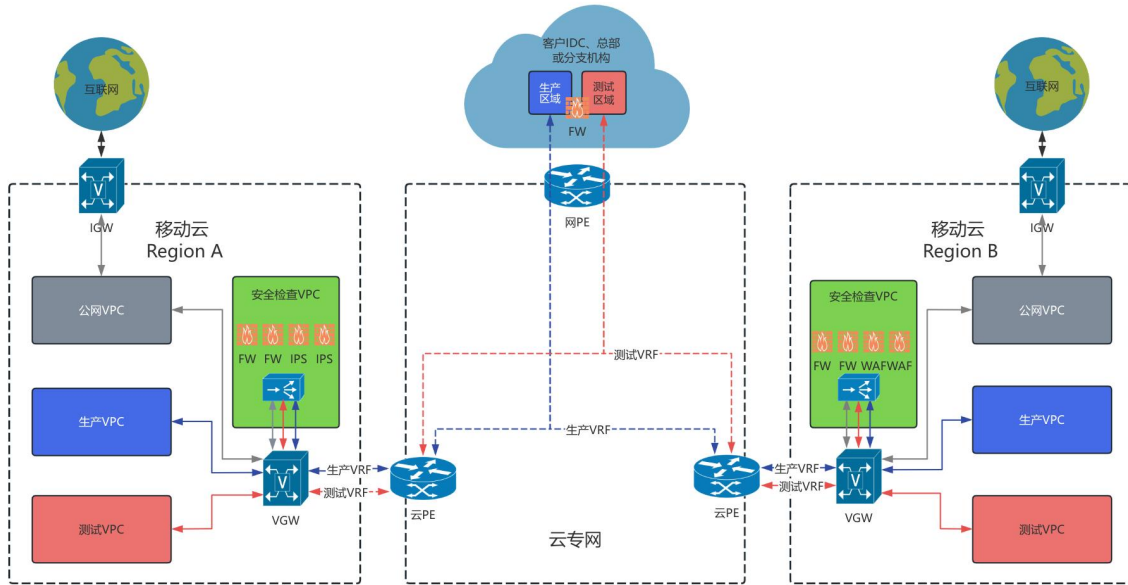 客户IDC、总部
或分支机构
生产
区域
测试
区域
FW
互联网
IGW
移动云
Region A
公网VPC
安全检查VPC
FW FW IPS IPS
生产VPC
测试VPC
VGW
生产VRF
测试VRF
网PE
测试VRF
生产VRF
云PE
云PE
云专网
生产VRF
测试VRF
互联网
IGW
移动云
Region B
安全检查VPC
FW FW WAF WAF
公网VPC
生产VPC
测试VPC
VGW